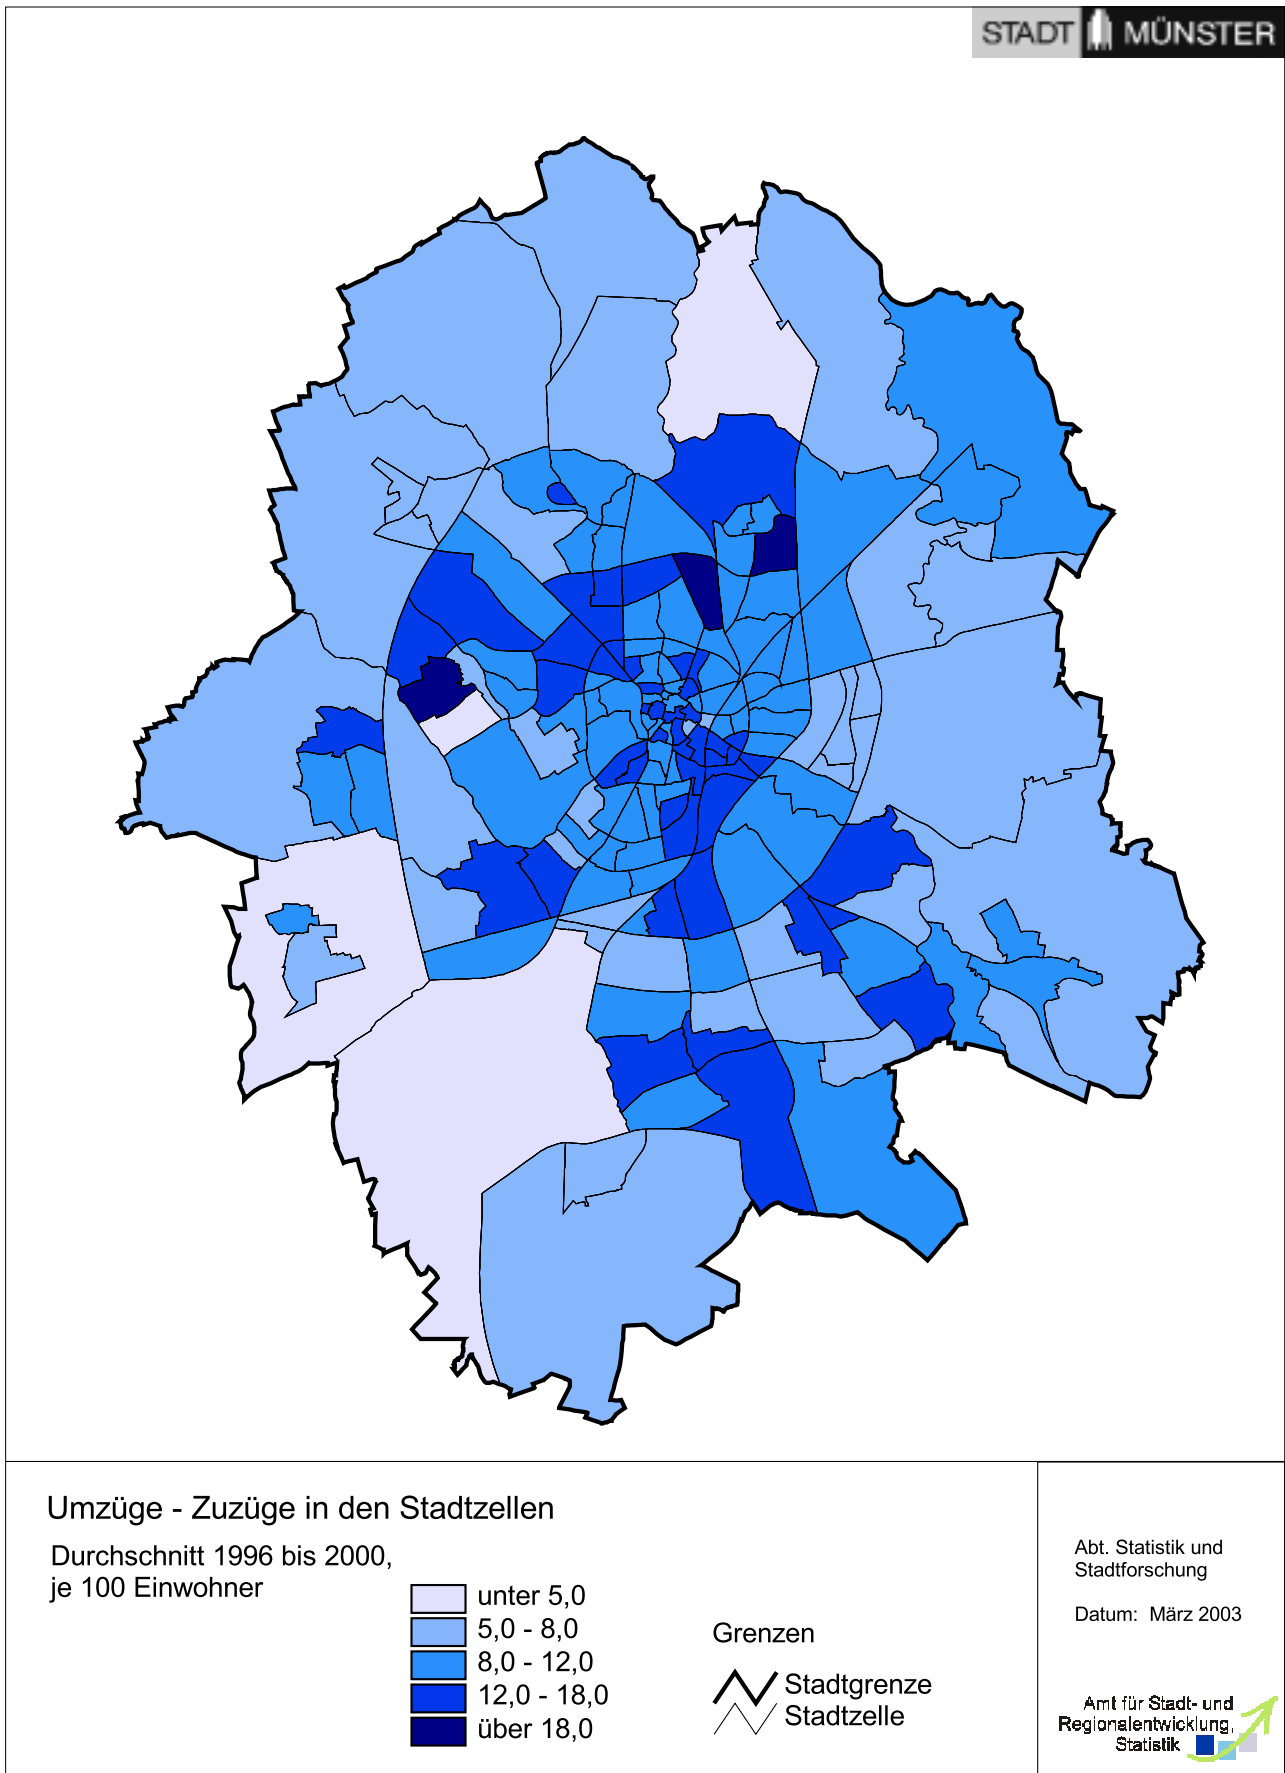 STADT MÜNSTER
Umzüge - Zuzüge in den Stadtzellen
Durchschnitt 1996 bis 2000,
je 100 Einwohner
unter 5,0
5,0 - 8,0
8,0 - 12,0
12,0 - 18,0
über 18,0
Grenzen
Stadtgrenze
Stadtzelle
Abt. Statistik und
Stadtforschung
Datum: März 2003
Amt für Stadt- und
Regionalentwicklung,
Statistik